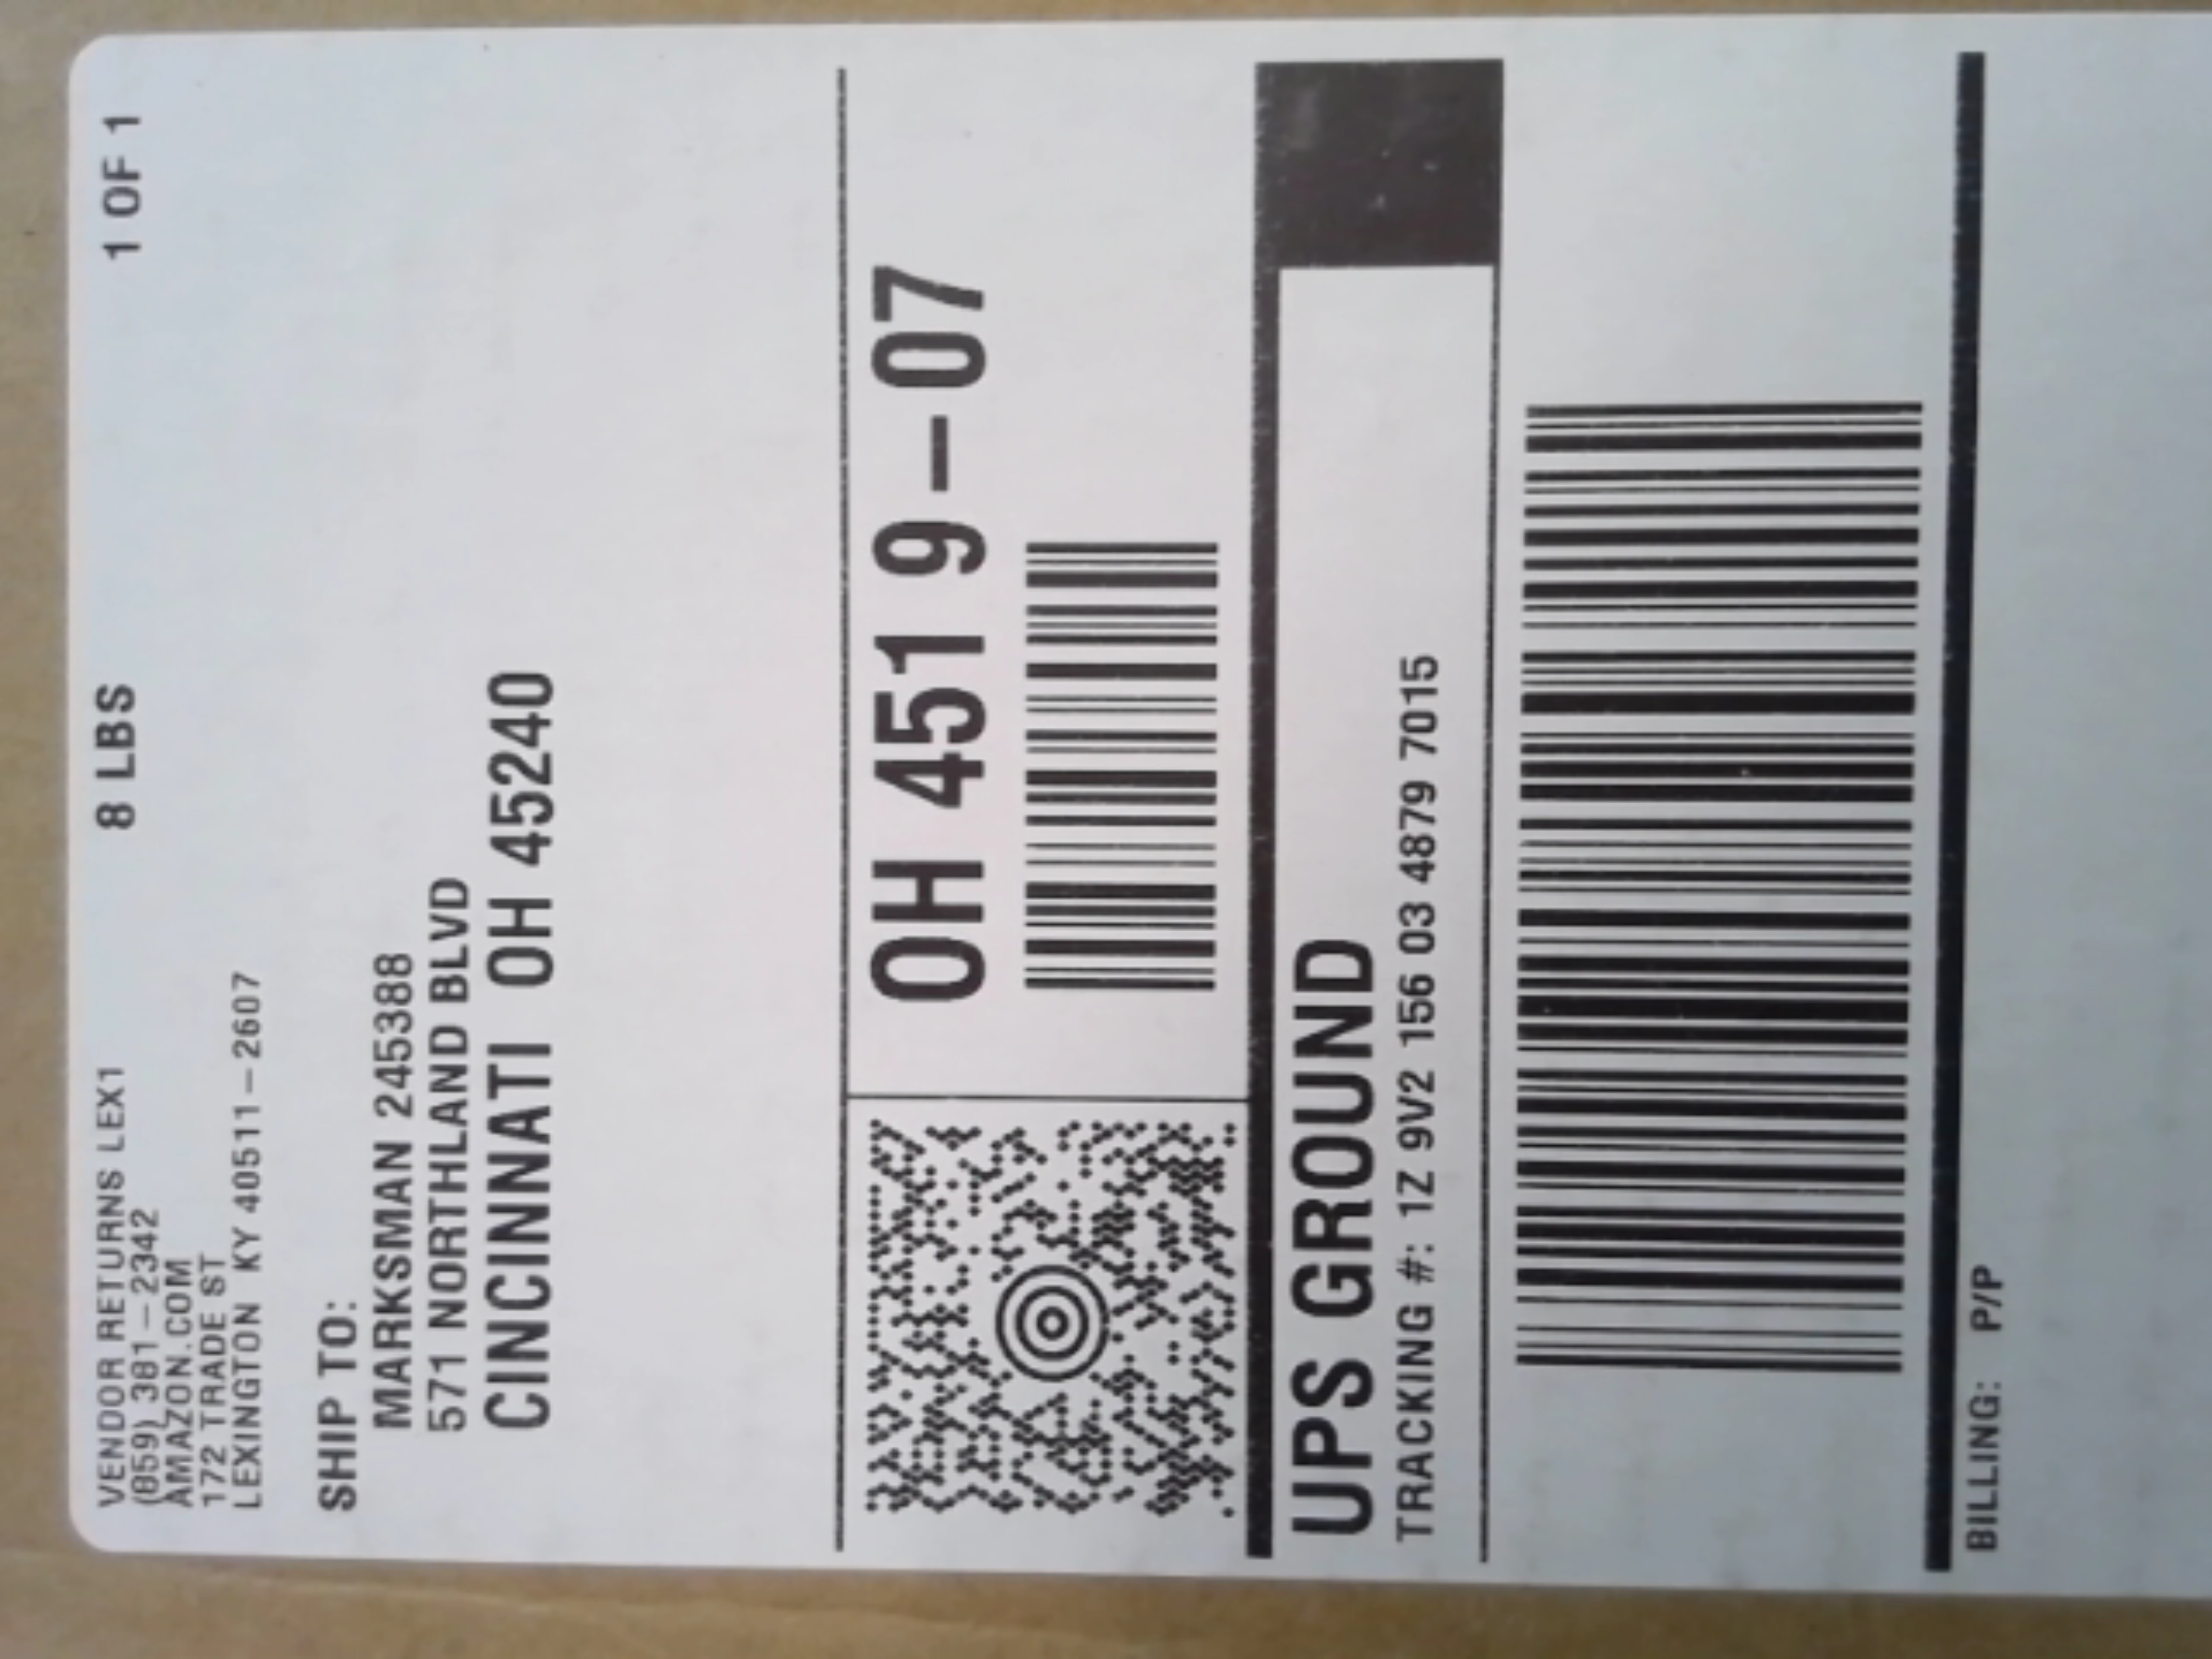 VENDOR RETURNS LEX1
8 LBS
1 OF 1
(859) 381-2342
AMAZON.COM
172 TRADE ST
LEXINGTON KY 40511-2607
SHIP TO:
MARKSMAN 245388
571 NORTHLAND BLVD
CINCINNATI OH 45240
OH 451 9-07
UPS GROUND
TRACKING #: 1Z 9V2 156 03 4879 7015
BILLING: P/P